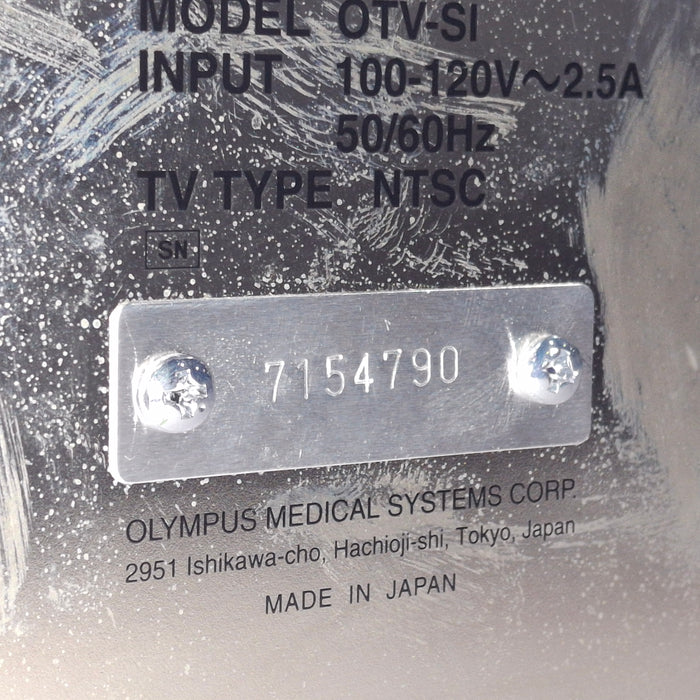 MODEL OTV-SI
INPUT 100-120V～2.5A
50/60Hz
TV TYPE NTSC
SN
7154790
OLYMPUS MEDICAL SYSTEMS CORP.
2951 Ishikawa-cho, Hachioji-shi, Tokyo, Japan
MADE IN JAPAN